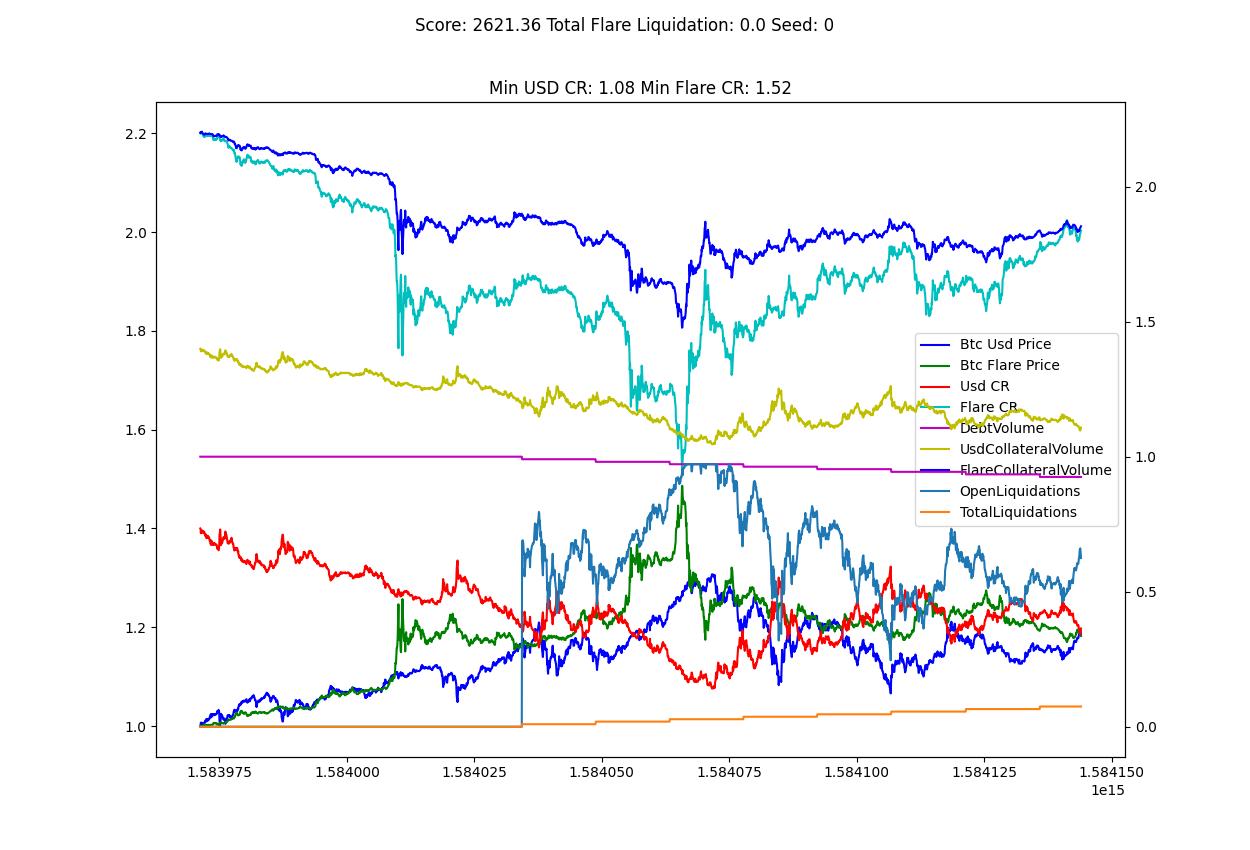 Score: 2621.36 Total Flare Liquidation: 0.0 Seed: 0
Min USD CR: 1.08 Min Flare CR: 1.52
2.2
2.0
1.8
1.6
1.4
1.2
1.0
2.0
1.5
1.0
0.5
0.0
Btc Usd Price
Btc Flare Price
Usd CR
Flare CR
DebtVolume
UsdCollateralVolume
FlareCollateralVolume
OpenLiquidations
TotalLiquidations
1.583975 1.584000 1.584025 1.584050 1.584075 1.584100 1.584125 1.584150
1e15